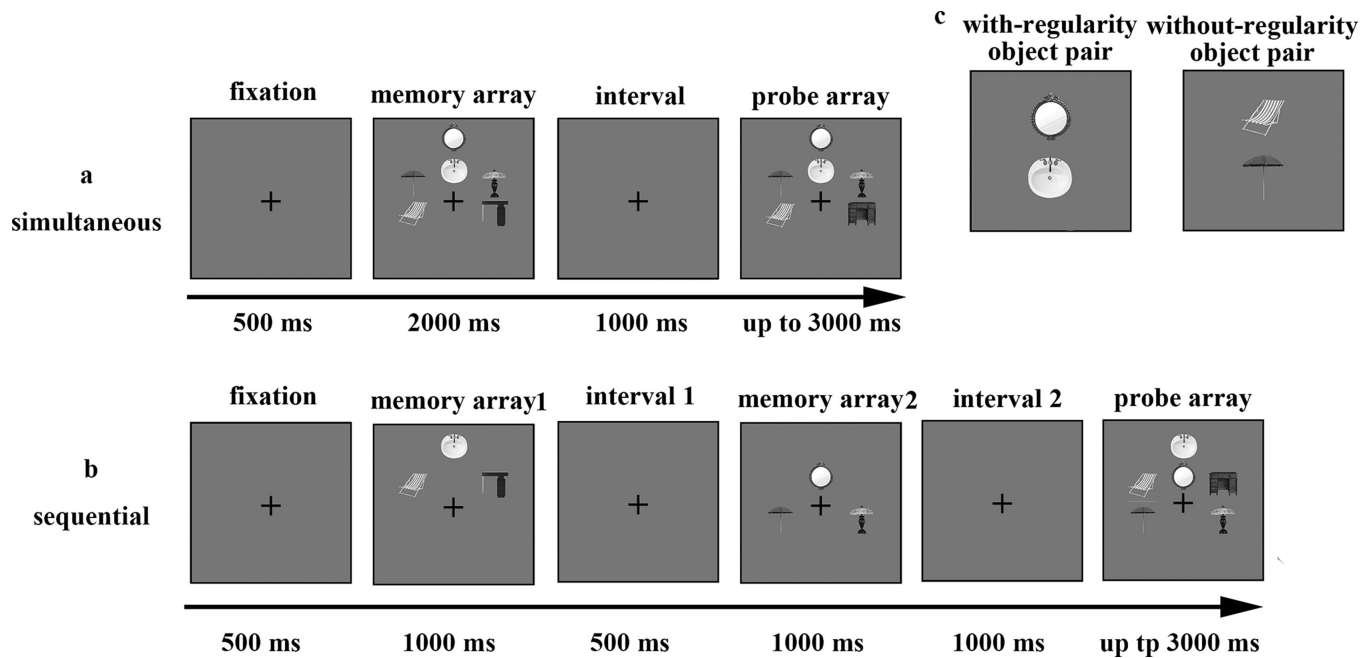 c
with-regularity
object pair
without-regularity
object pair
fixation
memory array
interval
probe array
a
simultaneous
500 ms
2000 ms
1000 ms
up to 3000 ms
fixation
memory array1
interval 1
memory array2
interval 2
probe array
b
sequential
500 ms
1000 ms
500 ms
1000 ms
1000 ms
up tp 3000 ms